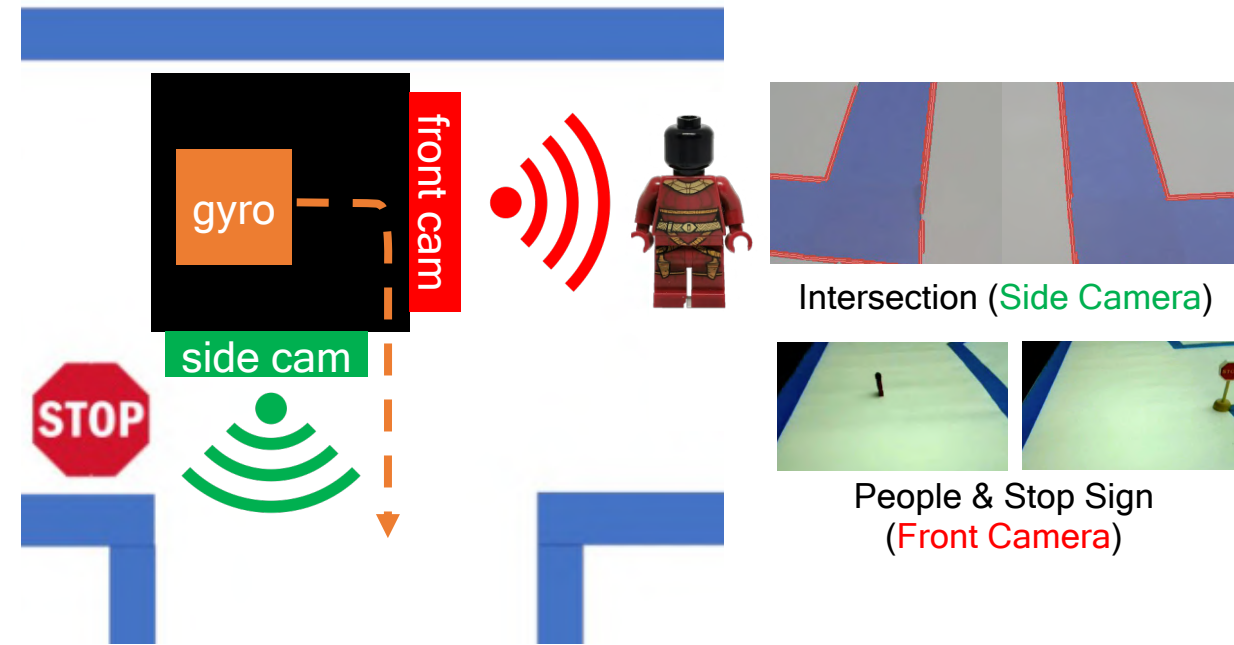 front cam
gyro
side cam
STOP
Intersection (Side Camera)
People & Stop Sign
(Front Camera)